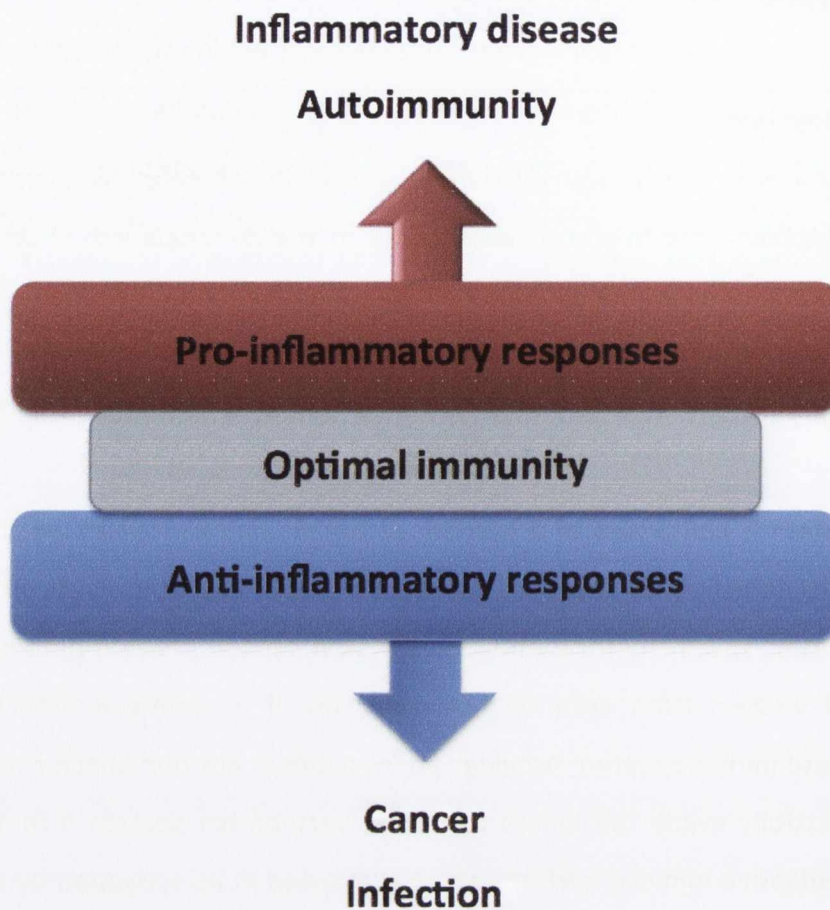 Inflammatory disease
Autoimmunity
Pro-inflammatory responses
Optimal immunity
Anti-inflammatory responses
Cancer
Infection